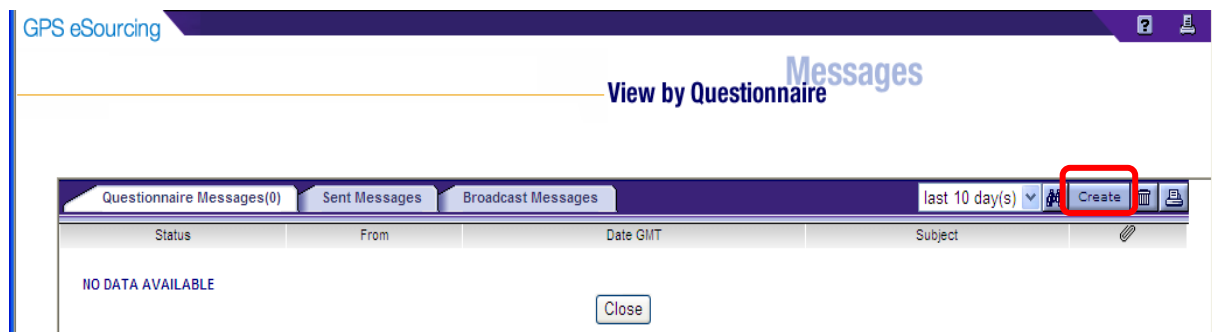 GPS eSourcing
?
Messages
View by Questionnaire
Questionnaire Messages(0) Sent Messages Broadcast Messages last 10 day(s) Create
Status From Date GMT Subject
NO DATA AVAILABLE
Close